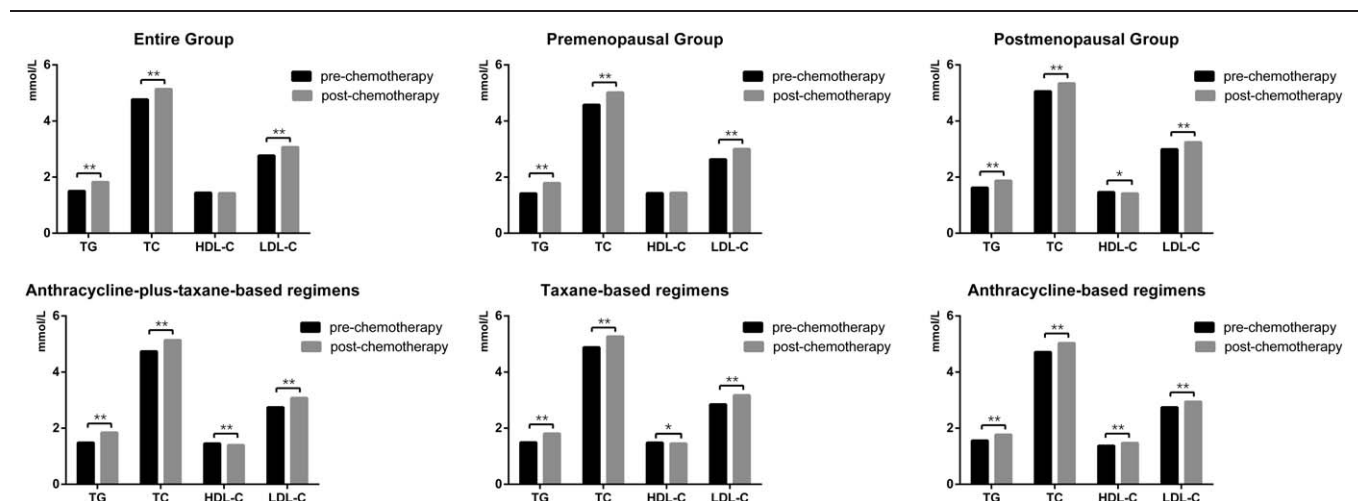 Entire Group
mmol/L
6
4
2
0
**
**
**
TG
TC
HDL-C
LDL-C
pre-chemotherapy
post-chemotherapy
Premenopausal Group
mmol/L
6
4
2
0
**
**
**
TG
TC
HDL-C
LDL-C
pre-chemotherapy
post-chemotherapy
Postmenopausal Group
mmol/L
6
4
2
0
**
**
*
**
TG
TC
HDL-C
LDL-C
pre-chemotherapy
post-chemotherapy
Anthracycline-plus-taxane-based regimens
mmol/L
6
4
2
0
**
**
**
**
TG
TC
HDL-C
LDL-C
pre-chemotherapy
post-chemotherapy
Taxane-based regimens
mmol/L
6
4
2
0
**
**
*
**
TG
TC
HDL-C
LDL-C
pre-chemotherapy
post-chemotherapy
Anthracycline-based regimens
mmol/L
6
4
2
0
**
**
**
**
TG
TC
HDL-C
LDL-C
pre-chemotherapy
post-chemotherapy